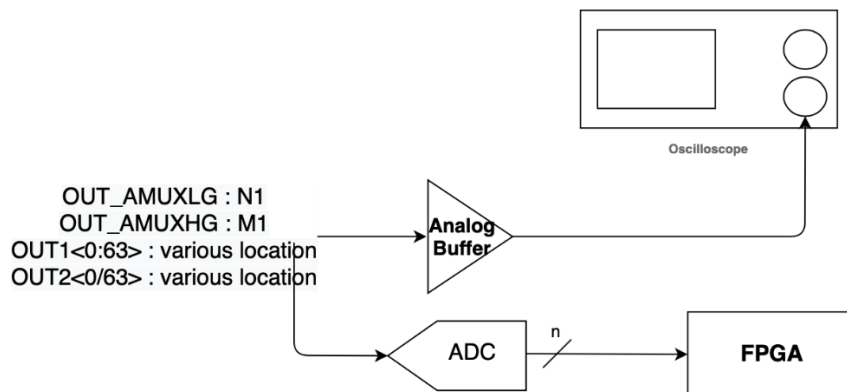 Oscilloscope
OUT_AMUXLG : N1
OUT_AMUXHG : M1
OUT1<0:63> : various location
OUT2<0/63> : various location
Analog
Buffer
ADC
n
FPGA